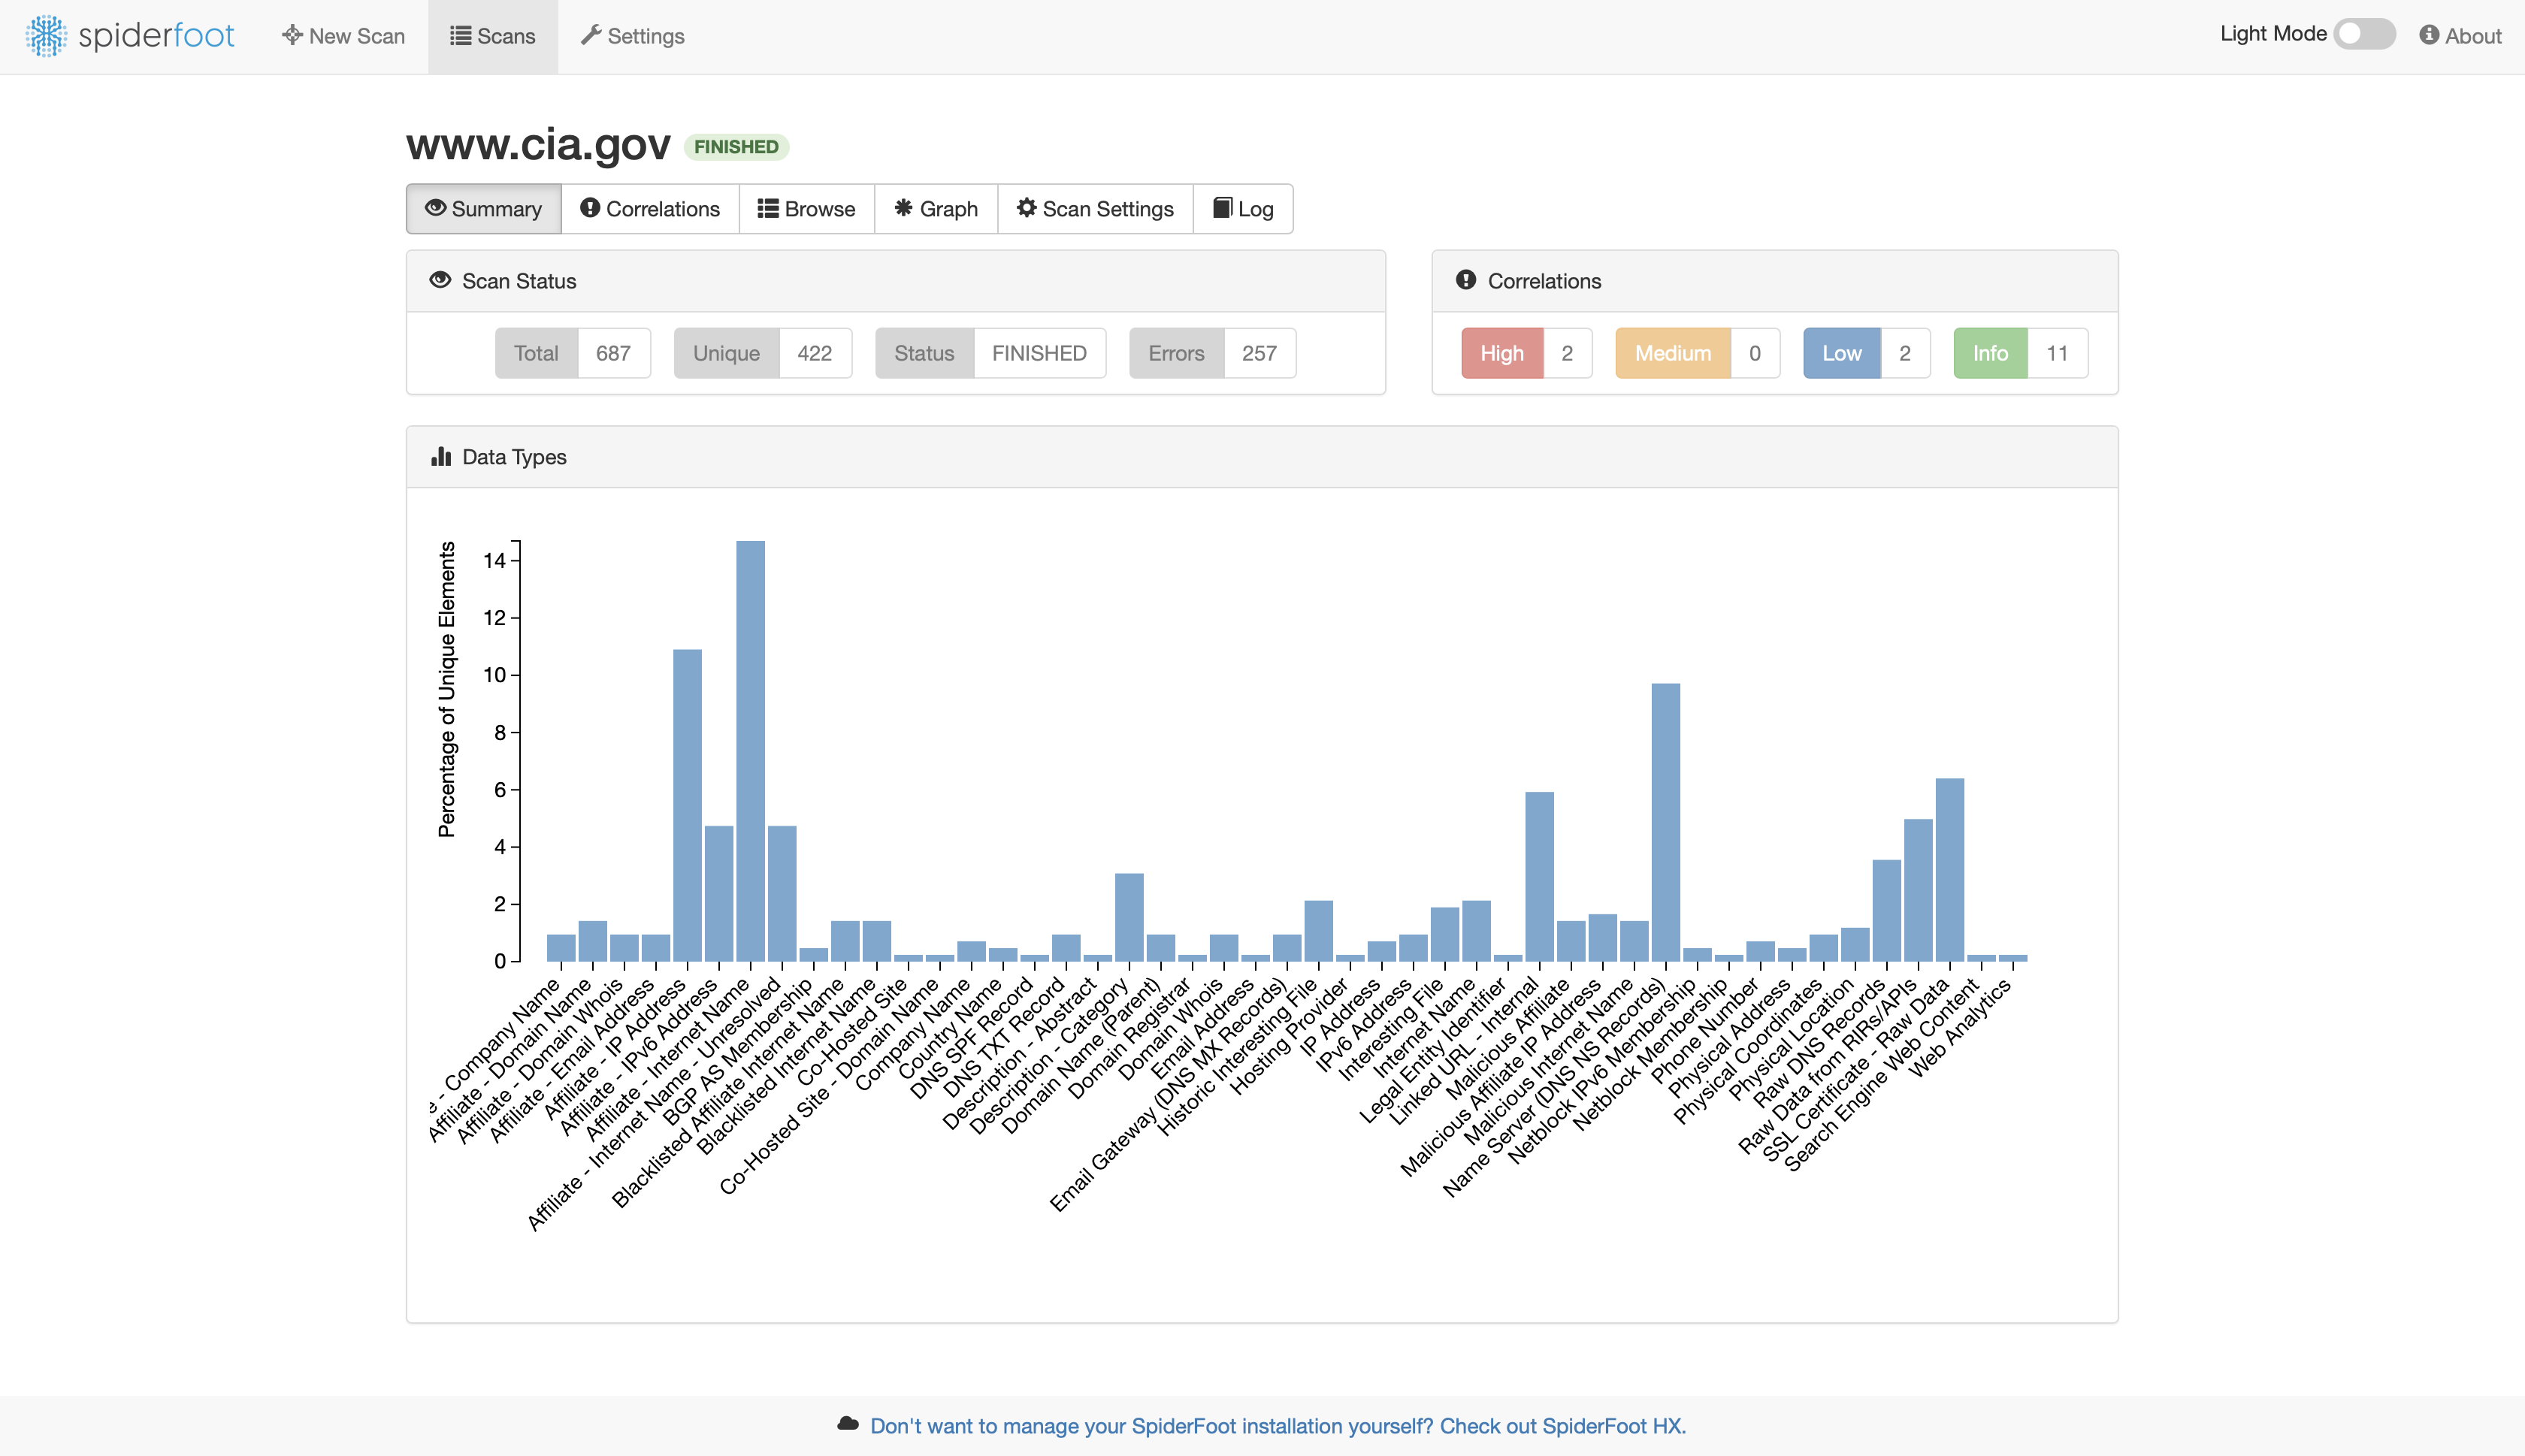 spiderfoot
New Scan
Scans
Settings
Light Mode
About
www.cia.gov
FINISHED
Summary
Correlations
Browse
Graph
Scan Settings
Log
Scan Status
Total 687
Unique 422
Status FINISHED
Errors 257
Correlations
High 2
Medium 0
Low 2
Info 11
Data Types
Percentage of Unique Elements
14
12
10
8
6
4
2
0
e - Company Name
Affiliate - Domain Name
Affiliate - Domain Whois
Affiliate - Email Address
Affiliate - IP Address
Affiliate - IPv6 Address
Affiliate - Internet Name
Affiliate - Internet Name - Unresolved
BGP AS Membership
Blacklisted Affiliate Internet Name
Blacklisted Internet Name
Co-Hosted Site
Co-Hosted Site - Domain Name
Company Name
Country Name
DNS SPF Record
DNS TXT Record
Description - Abstract
Description - Category
Domain Name (Parent)
Domain Registrar
Domain Whois
Email Address
Email Gateway (DNS MX Records)
Historic Interesting File
Hosting Provider
IP Address
IPv6 Address
Interesting File
Internet Name
Legal Entity Identifier
Linked URL - Internal
Malicious Affiliate
Malicious Affiliate IP Address
Malicious Internet Name
Name Server (DNS NS Records)
Netblock IPv6 Membership
Netblock Membership
Phone Number
Physical Address
Physical Coordinates
Physical Location
Raw DNS Records
Raw Data from RIRs/APIs
SSL Certificate - Raw Data
Search Engine Web Content
Web Analytics
Don't want to manage your SpiderFoot installation yourself? Check out SpiderFoot HX.